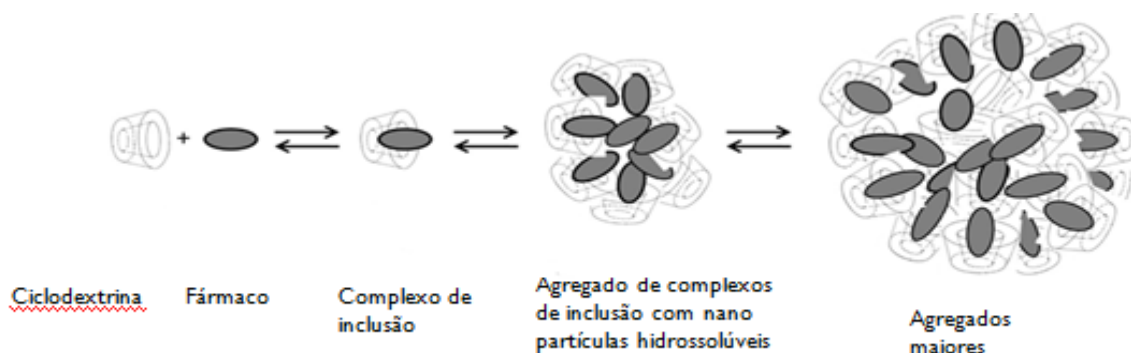 +
Ciclodextrina
Fármaco
Complexo de
inclusão
Agregado de complexos
de inclusão com nano
partículas hidrossolúveis
Agregados
maiores